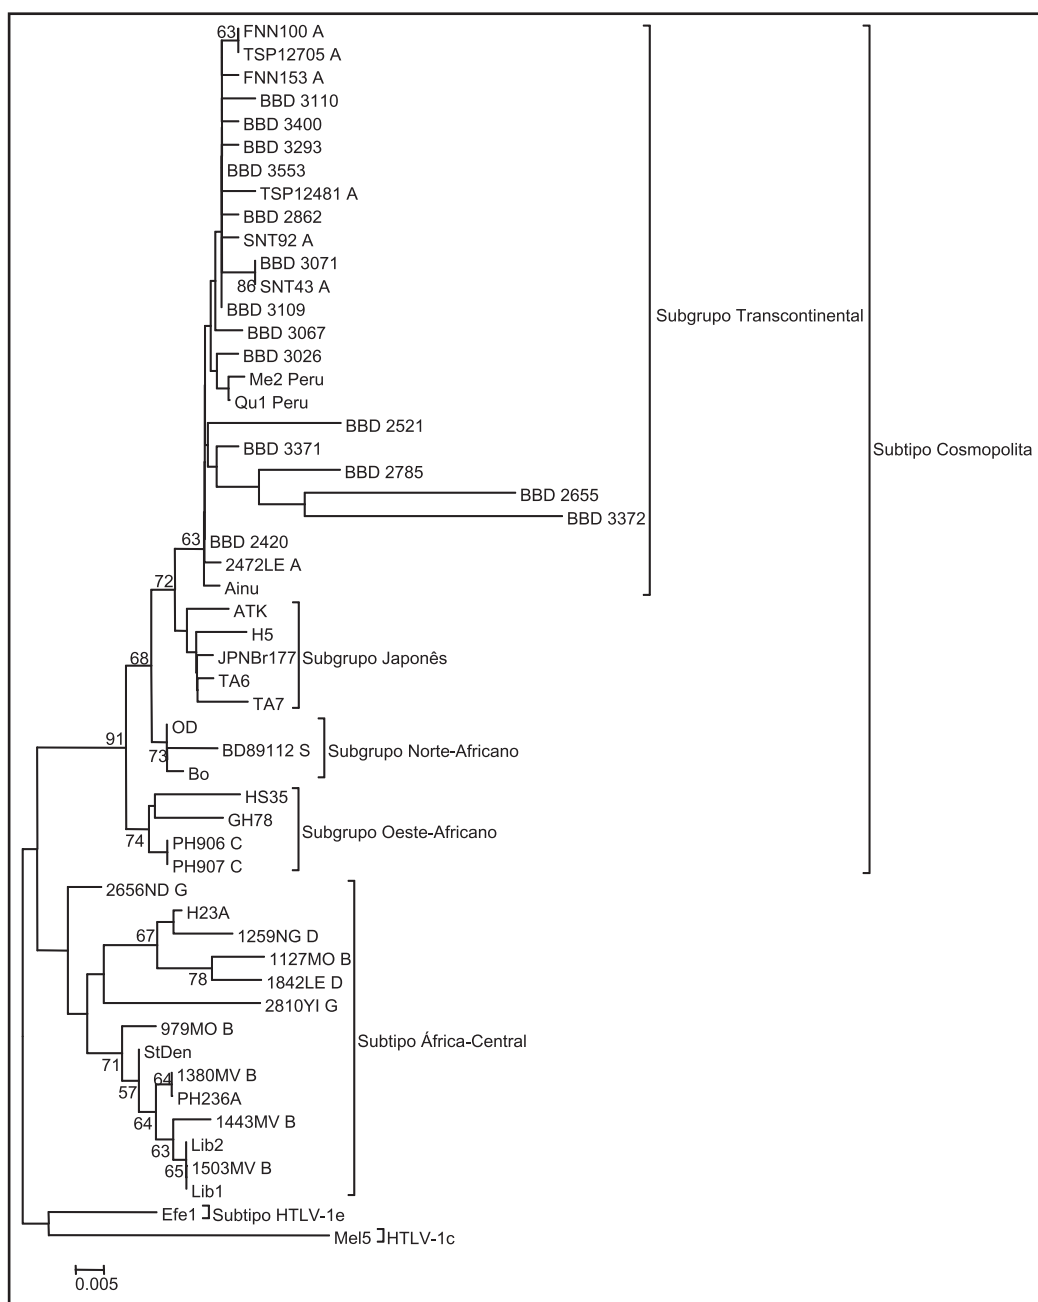 63
FNN100 A
TSP12705 A
FNN153 A
BBD 3110
BBD 3400
BBD 3293
BBD 3553
TSP12481 A
BBD 2862
SNT92 A
BBD 3071
86
SNT43 A
BBD 3109
Subgrupo Transcontinental
BBD 3067
BBD 3026
Me2 Peru
Qu1 Peru
BBD 2521
BBD 3371
Subtipo Cosmopolita
BBD 2785
BBD 2655
BBD 3372
63
BBD 2420
2472LE A
72
Ainu
ATK
H5
68
JPNBr177
Subgrupo Japonês
TA6
TA7
OD
91
73
BD89112 S
Subgrupo Norte-Africano
Bo
HS35
GH78
Subgrupo Oeste-Africano
74
PH906 C
PH907 C
2656ND G
H23A
67
1259NG D
1127MO B
78
1842LE D
2810YI G
979MO B
Subtipo África-Central
StDen
71
64
1380MV B
57
PH236A
64
1443MV B
63
Lib2
65
1503MV B
Lib1
Efe1
Subtipo HTLV-1e
Mel5
HTLV-1c
0.005